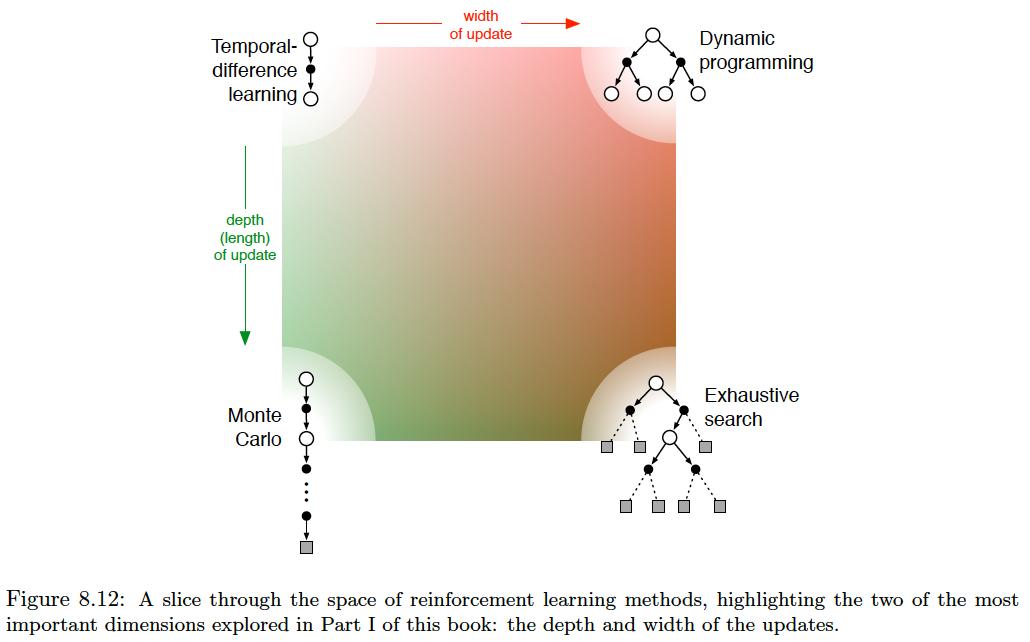 width
of update
Temporal-
difference
learning
Dynamic
programming
depth
(length)
of update
Monte
Carlo
Exhaustive
search
Figure 8.12: A slice through the space of reinforcement learning methods, highlighting the two of the most
important dimensions explored in Part I of this book: the depth and width of the updates.